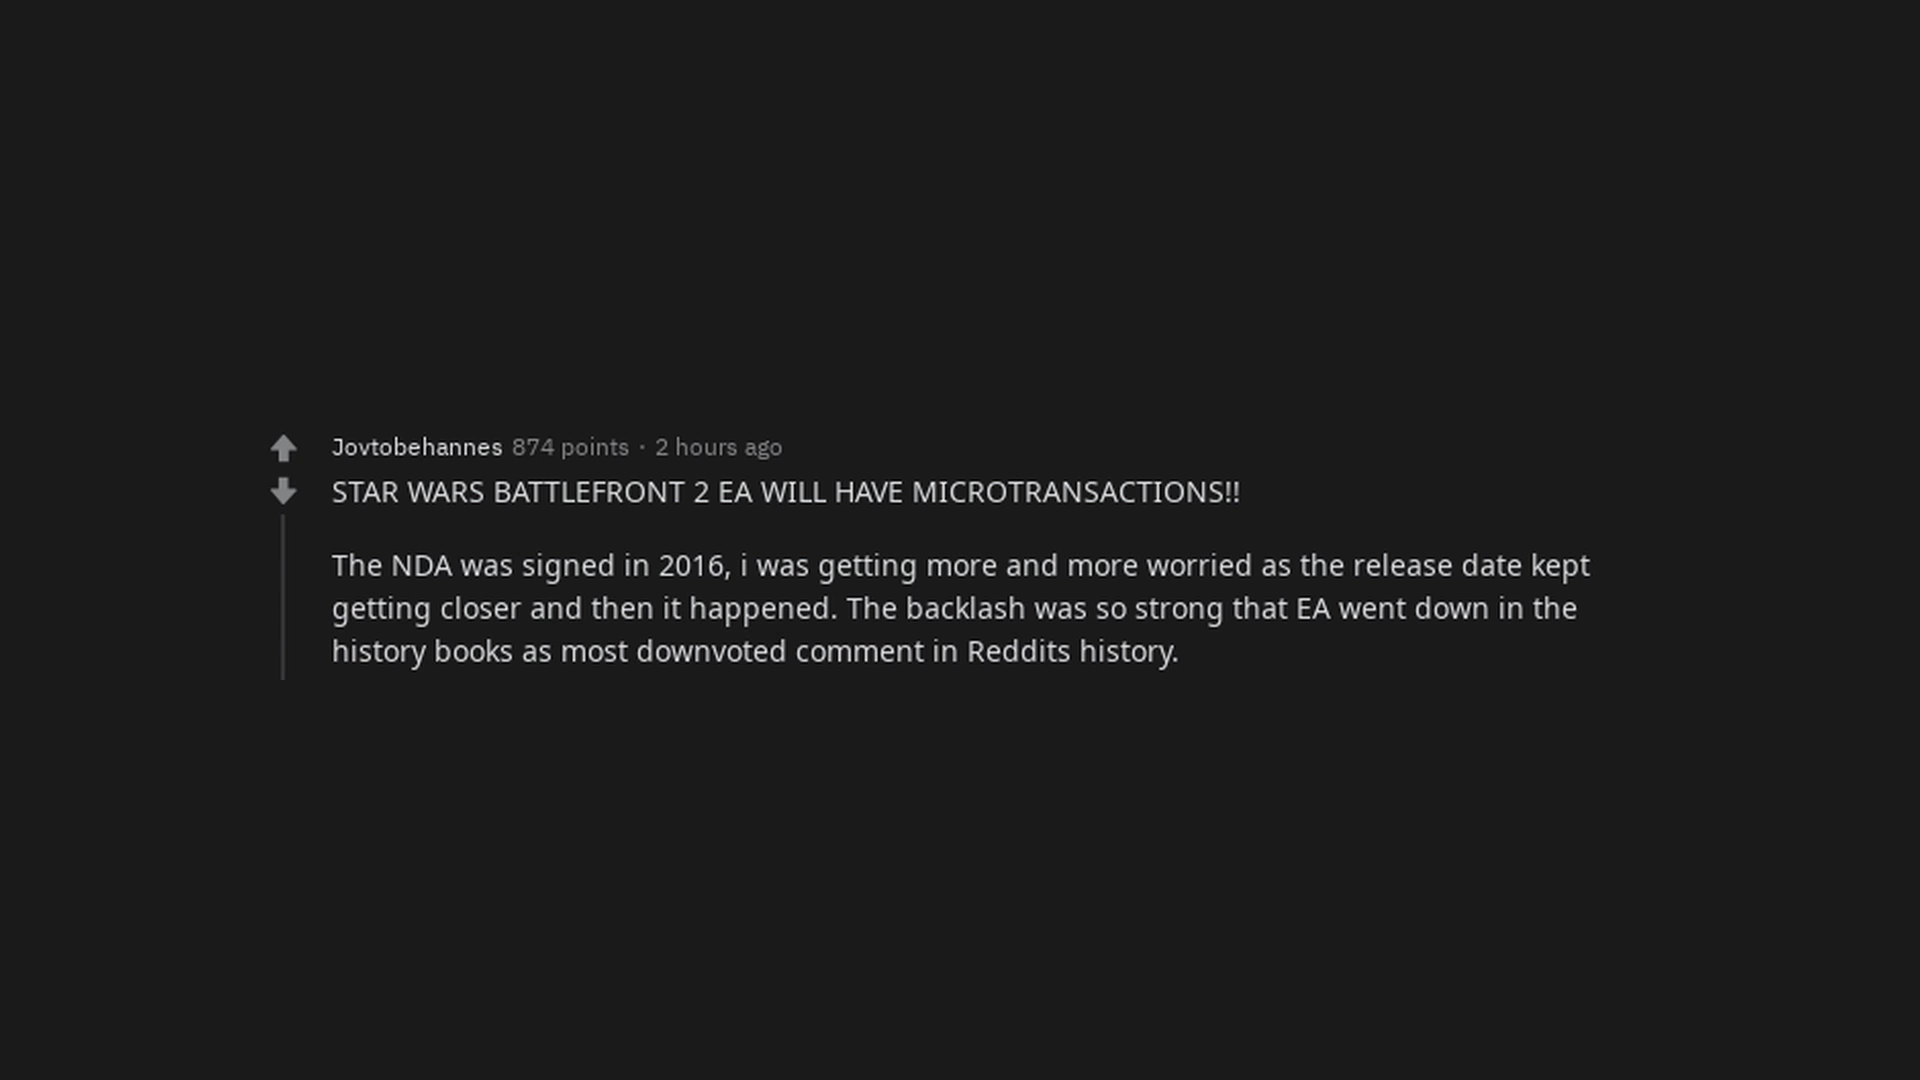 Jovtobehannes 874 points · 2 hours ago
STAR WARS BATTLEFRONT 2 EA WILL HAVE MICROTRANSACTIONS!!
The NDA was signed in 2016, i was getting more and more worried as the release date kept
getting closer and then it happened. The backlash was so strong that EA went down in the
history books as most downvoted comment in Reddits history.